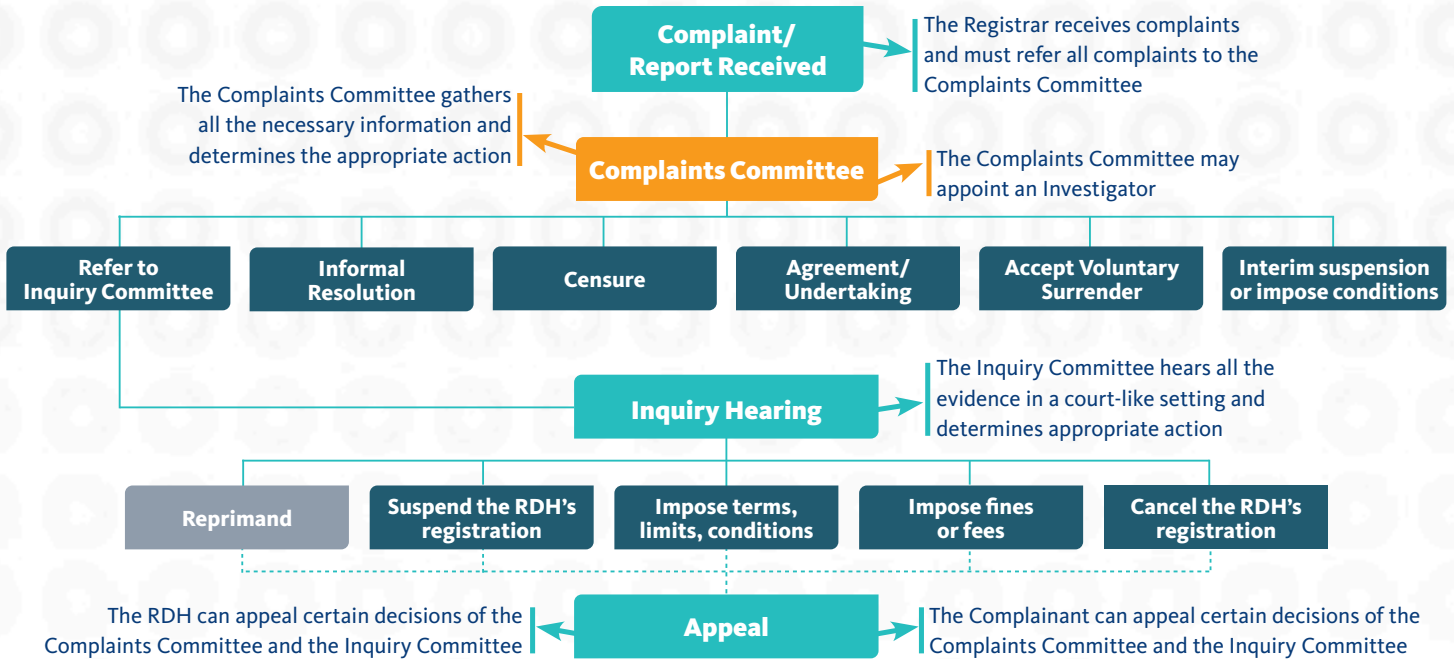 Complaint/
Report Received
The Registrar receives complaints
and must refer all complaints to the
Complaints Committee
The Complaints Committee gathers
all the necessary information and
determines the appropriate action
Complaints Committee
The Complaints Committee may
appoint an Investigator
Refer to
Inquiry Committee
Informal
Resolution
Censure
Agreement/
Undertaking
Accept Voluntary
Surrender
Interim suspension
or impose conditions
Inquiry Hearing
The Inquiry Committee hears all the
evidence in a court-like setting and
determines appropriate action
Reprimand
Suspend the RDH's
registration
Impose terms,
limits, conditions
Impose fines
or fees
Cancel the RDH's
registration
The RDH can appeal certain decisions of the
Complaints Committee and the Inquiry Committee
Appeal
The Complainant can appeal certain decisions of the
Complaints Committee and the Inquiry Committee